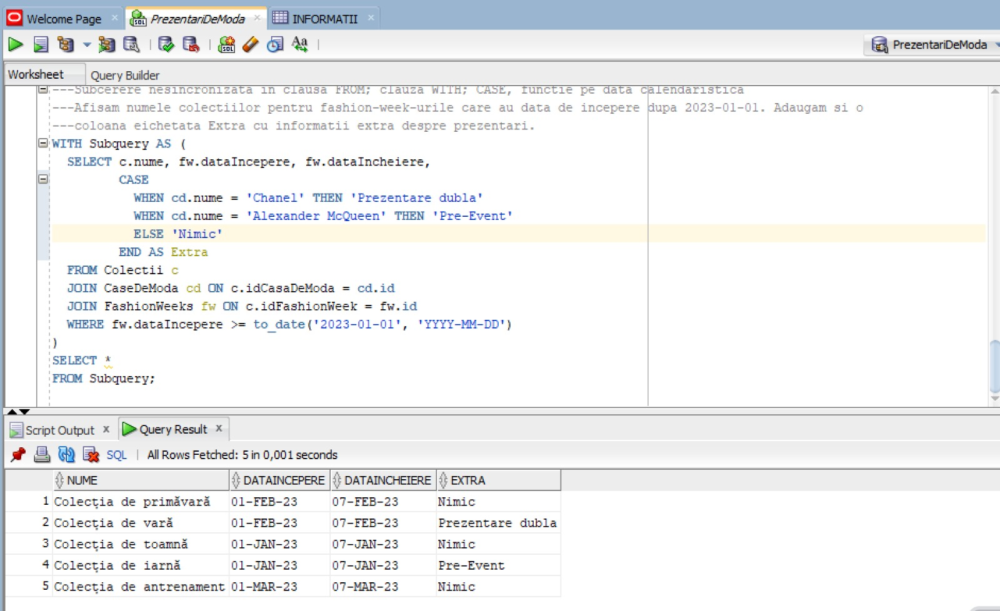 Welcome Page
PrezentariDeModa
INFORMATII
PrezentariDeModa
Worksheet
Query Builder
---Subcerere nesincronizata in clausa FROM; clauza WITH; CASE, functie pe data calendaristica
---Afisam numele colectiilor pentru fashion-week-urile care au data de incepere dupa 2023-01-01. Adaugam si o
---coloana eichetata Extra cu informatii extra despre prezentari.
WITH Subquery AS (
SELECT c.nume, fw.dataIncepere, fw.dataIncheiere,
CASE
WHEN cd.nume = 'Chanel' THEN 'Prezentare dubla'
WHEN cd.nume = 'Alexander McQueen' THEN 'Pre-Event'
ELSE 'Nimic'
END AS Extra
FROM Colectii c
JOIN CaseDeModa cd ON c.idCasaDeModa = cd.id
JOIN FashionWeeks fw ON c.idFashionWeek = fw.id
WHERE fw.dataIncepere >= to_date('2023-01-01', 'YYYY-MM-DD')
)
SELECT *
FROM Subquery;
Script Output x
Query Result x
SQL | All Rows Fetched: 5 in 0,001 seconds
NUME DATAINCEPERE DATAINCHEIERE EXTRA
1 Colecția de primăvară 01-FEB-23 07-FEB-23 Nimic
2 Colecția de vară 01-FEB-23 07-FEB-23 Prezentare dubla
3 Colecția de toamnă 01-JAN-23 07-JAN-23 Nimic
4 Colecția de iarnă 01-JAN-23 07-JAN-23 Pre-Event
5 Colecția de antrenament 01-MAR-23 07-MAR-23 Nimic